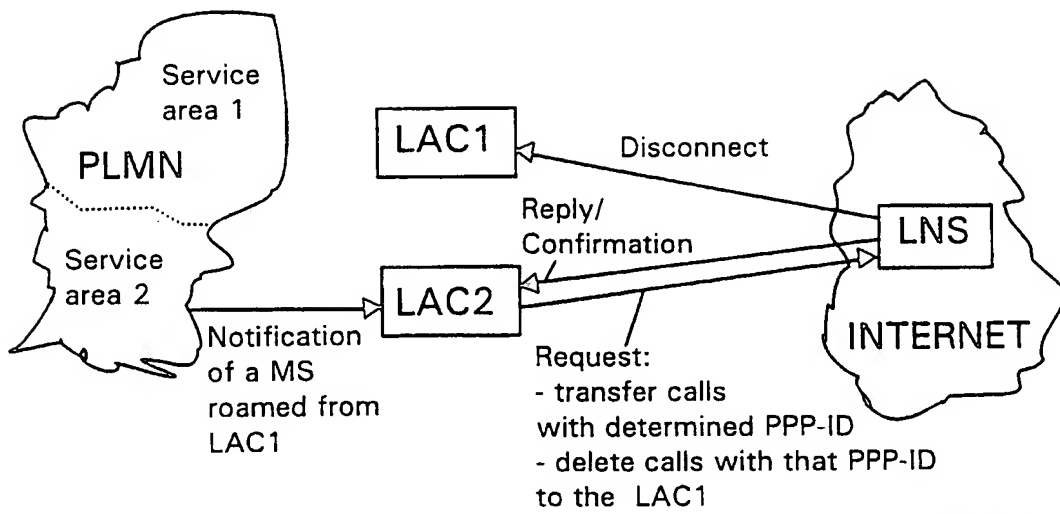 Service
area 1
PLMN
Service
area 2
LAC1
Disconnect
Reply/
Confirmation
LNS
LAC2
INTERNET
Notification
of a MS
roamed from
LAC1
Request:
- transfer calls
with determined PPP-ID
- delete calls with that PPP-ID
to the LAC1